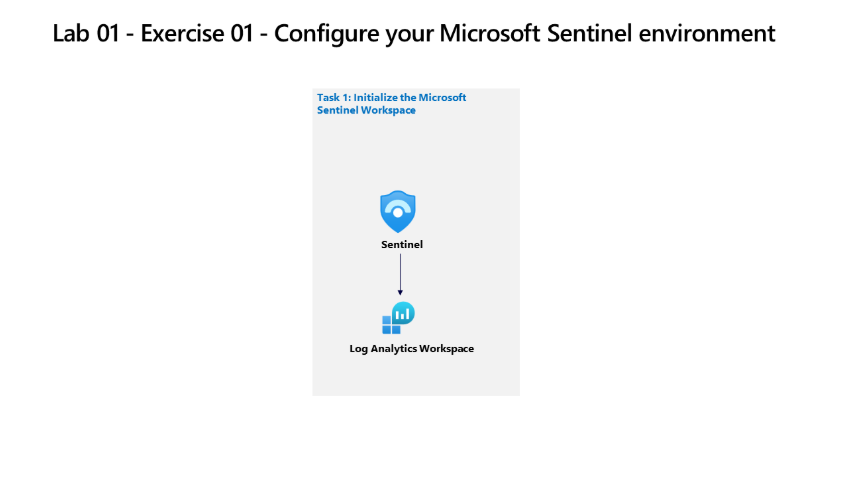 Lab 01 - Exercise 01 - Configure your Microsoft Sentinel environment
Task 1: Initialize the Microsoft
Sentinel Workspace
Sentinel
Log Analytics Workspace